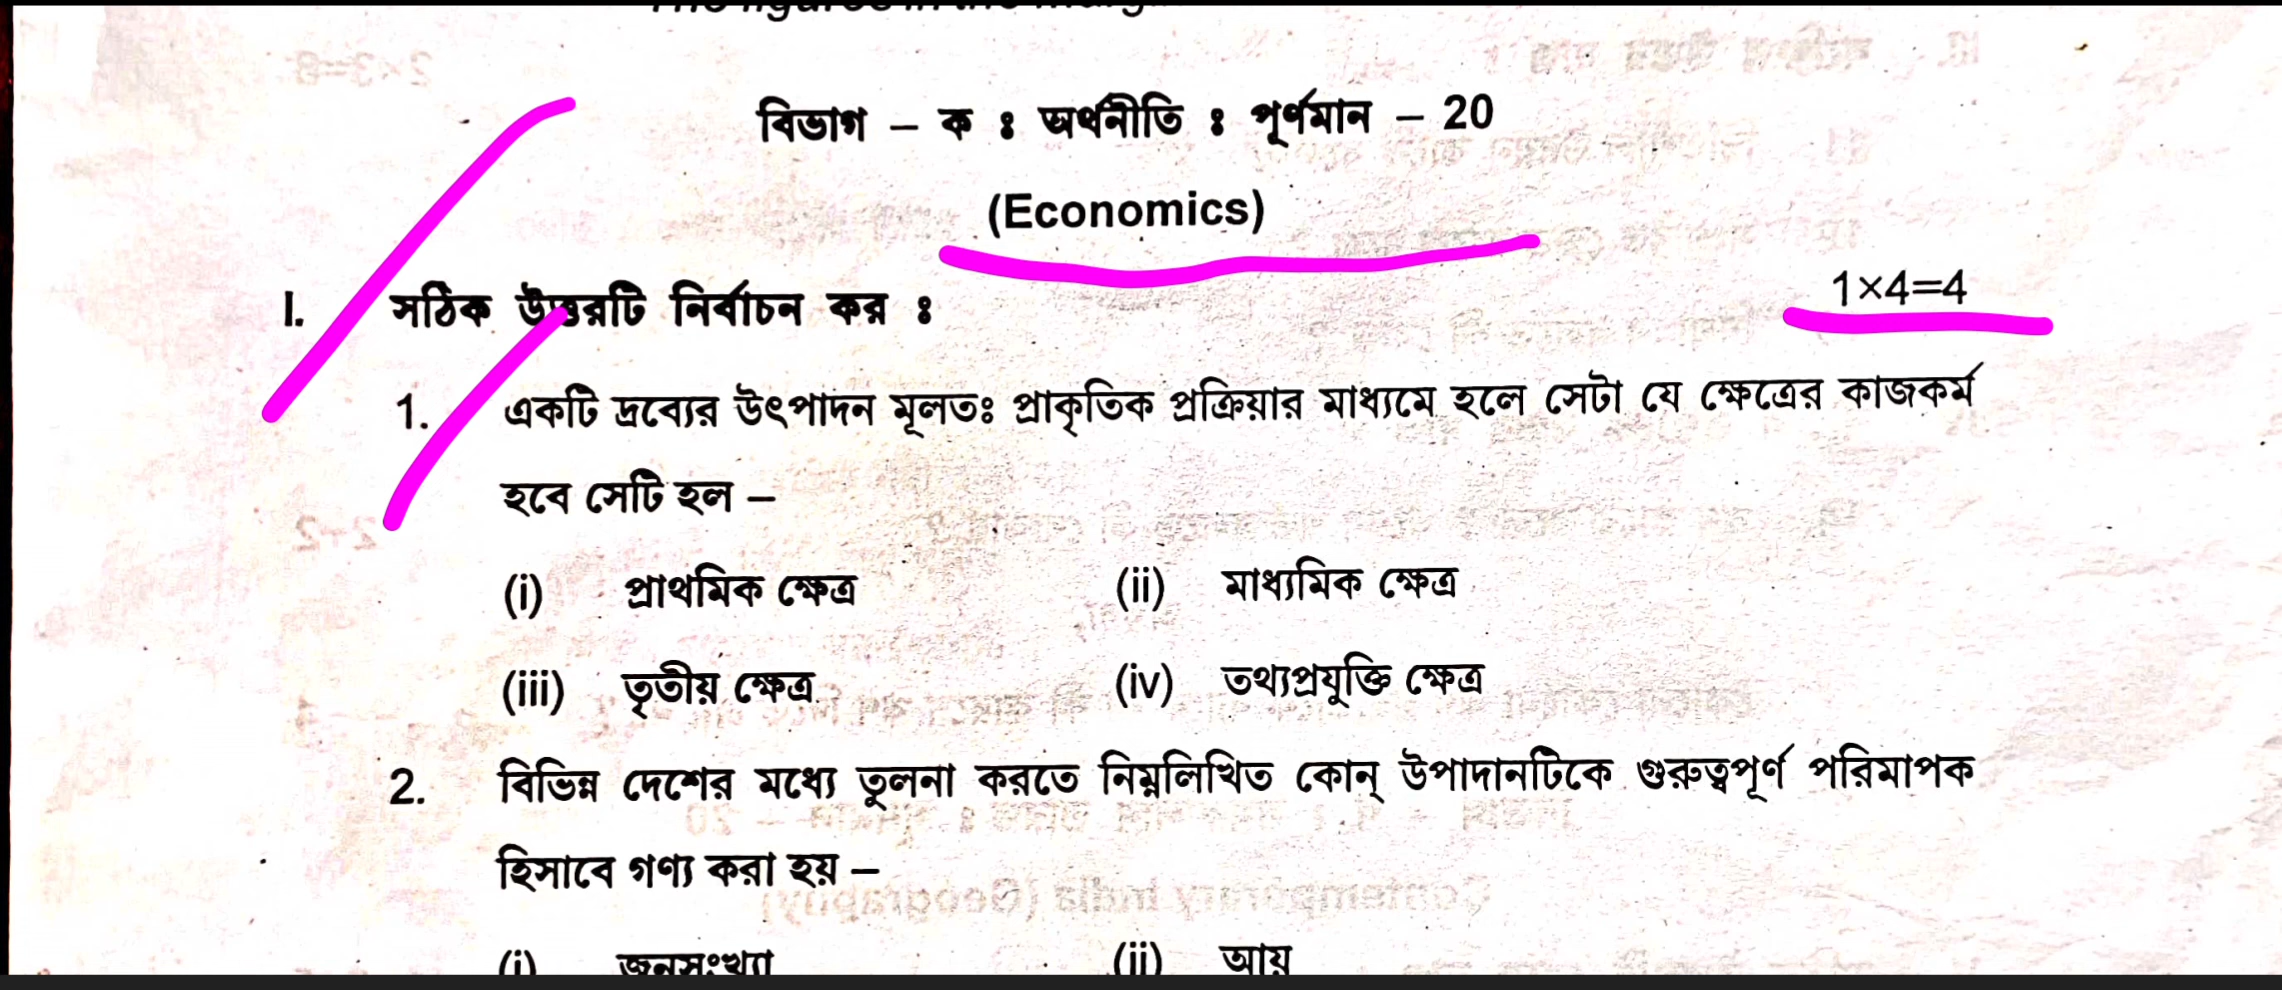 বিভাগ – ক ঃ অর্থনীতি ঃ পূর্ণমান – 20
(Economics)
I. সঠিক উত্তরটি নির্বাচন কর ঃ 1×4=4
1. একটি দ্রব্যের উৎপাদন মূলতঃ প্রাকৃতিক প্রক্রিয়ার মাধ্যমে হলে সেটা যে ক্ষেত্রের কাজকর্ম
হবে সেটি হল –
(i) প্রাথমিক ক্ষেত্র (ii) মাধ্যমিক ক্ষেত্র
(iii) তৃতীয় ক্ষেত্র (iv) তথ্যপ্রযুক্তি ক্ষেত্র
2. বিভিন্ন দেশের মধ্যে তুলনা করতে নিম্নলিখিত কোন্ উপাদানটিকে গুরুত্বপূর্ণ পরিমাপক
হিসাবে গণ্য করা হয় –
(i) জনসংখ্যা (ii) আয়